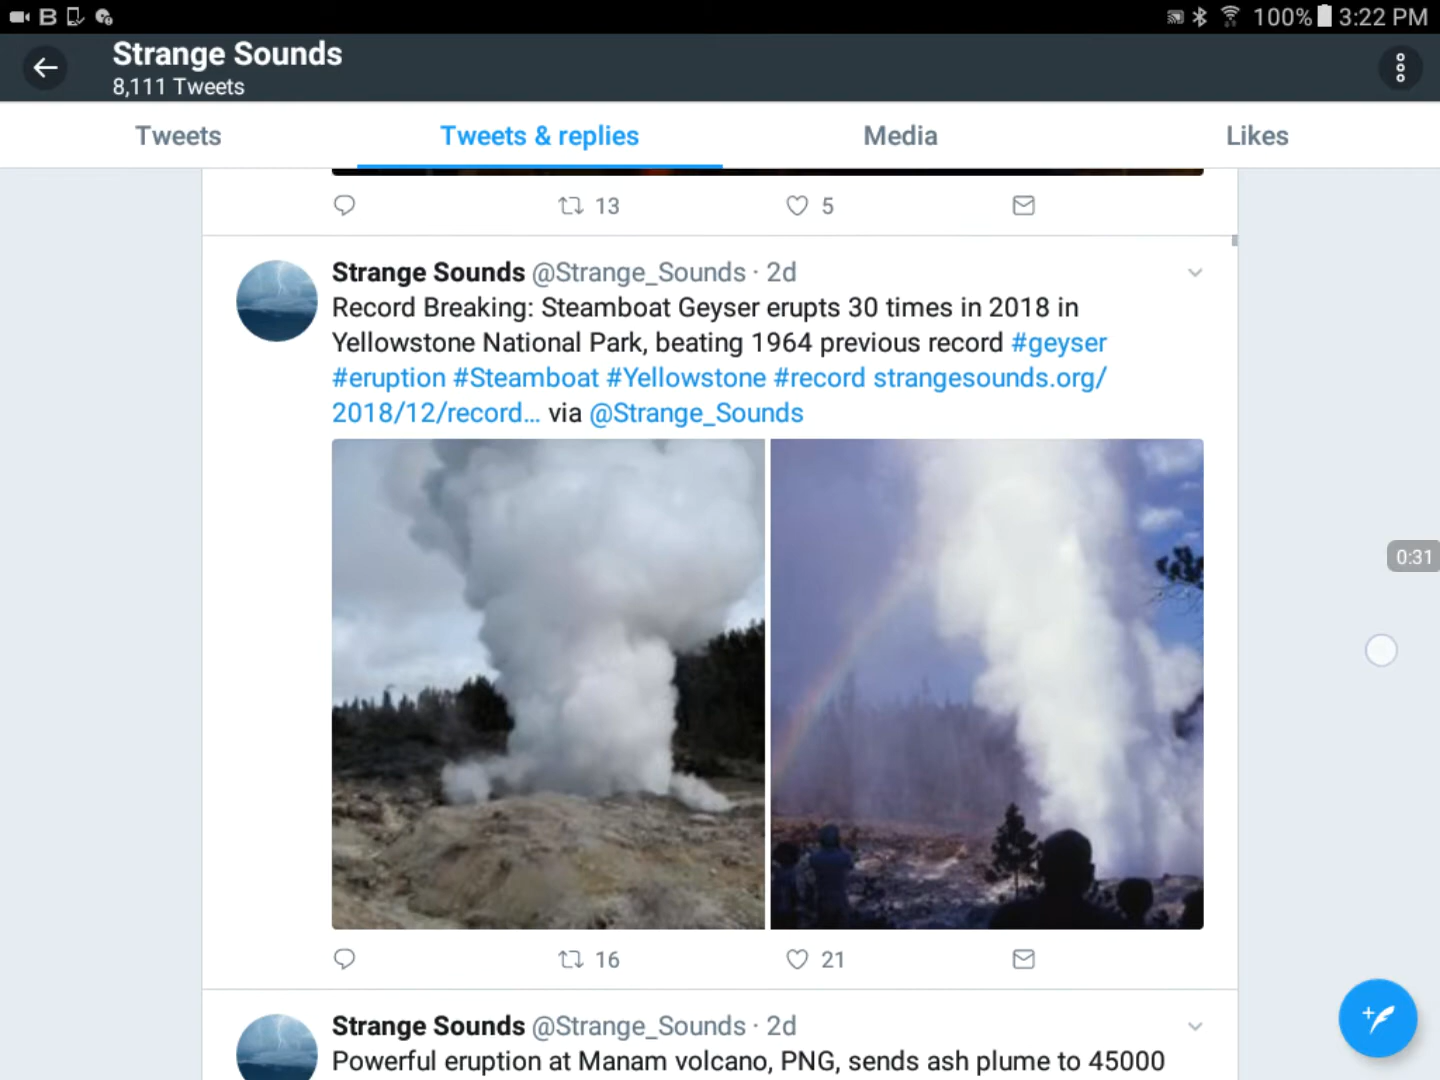 B 100% 3:22 PM
Strange Sounds
8,111 Tweets
Tweets Tweets & replies Media Likes
13 5
Strange Sounds @Strange_Sounds · 2d
Record Breaking: Steamboat Geyser erupts 30 times in 2018 in
Yellowstone National Park, beating 1964 previous record #geyser
#eruption #Steamboat #Yellowstone #record strangesounds.org/
2018/12/record… via @Strange_Sounds
0:31
16 21
Strange Sounds @Strange_Sounds · 2d
Powerful eruption at Manam volcano, PNG, sends ash plume to 45000